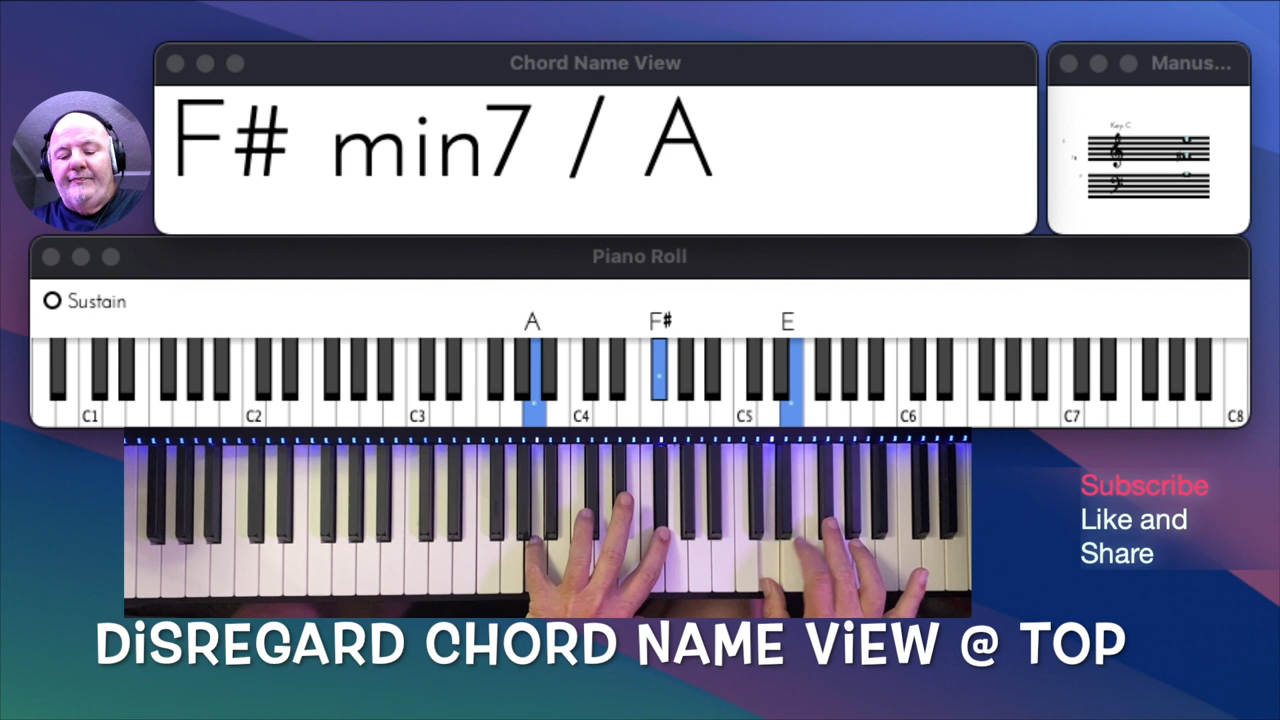 Chord Name View
Manus...
F# min7 / A
Key C
Piano Roll
Sustain
A F# E
C1 C2 C3 C4 C5 C6 C7 C8
Subscribe
Like and
Share
DiSREGARD CHORD NAME ViEW @ TOP